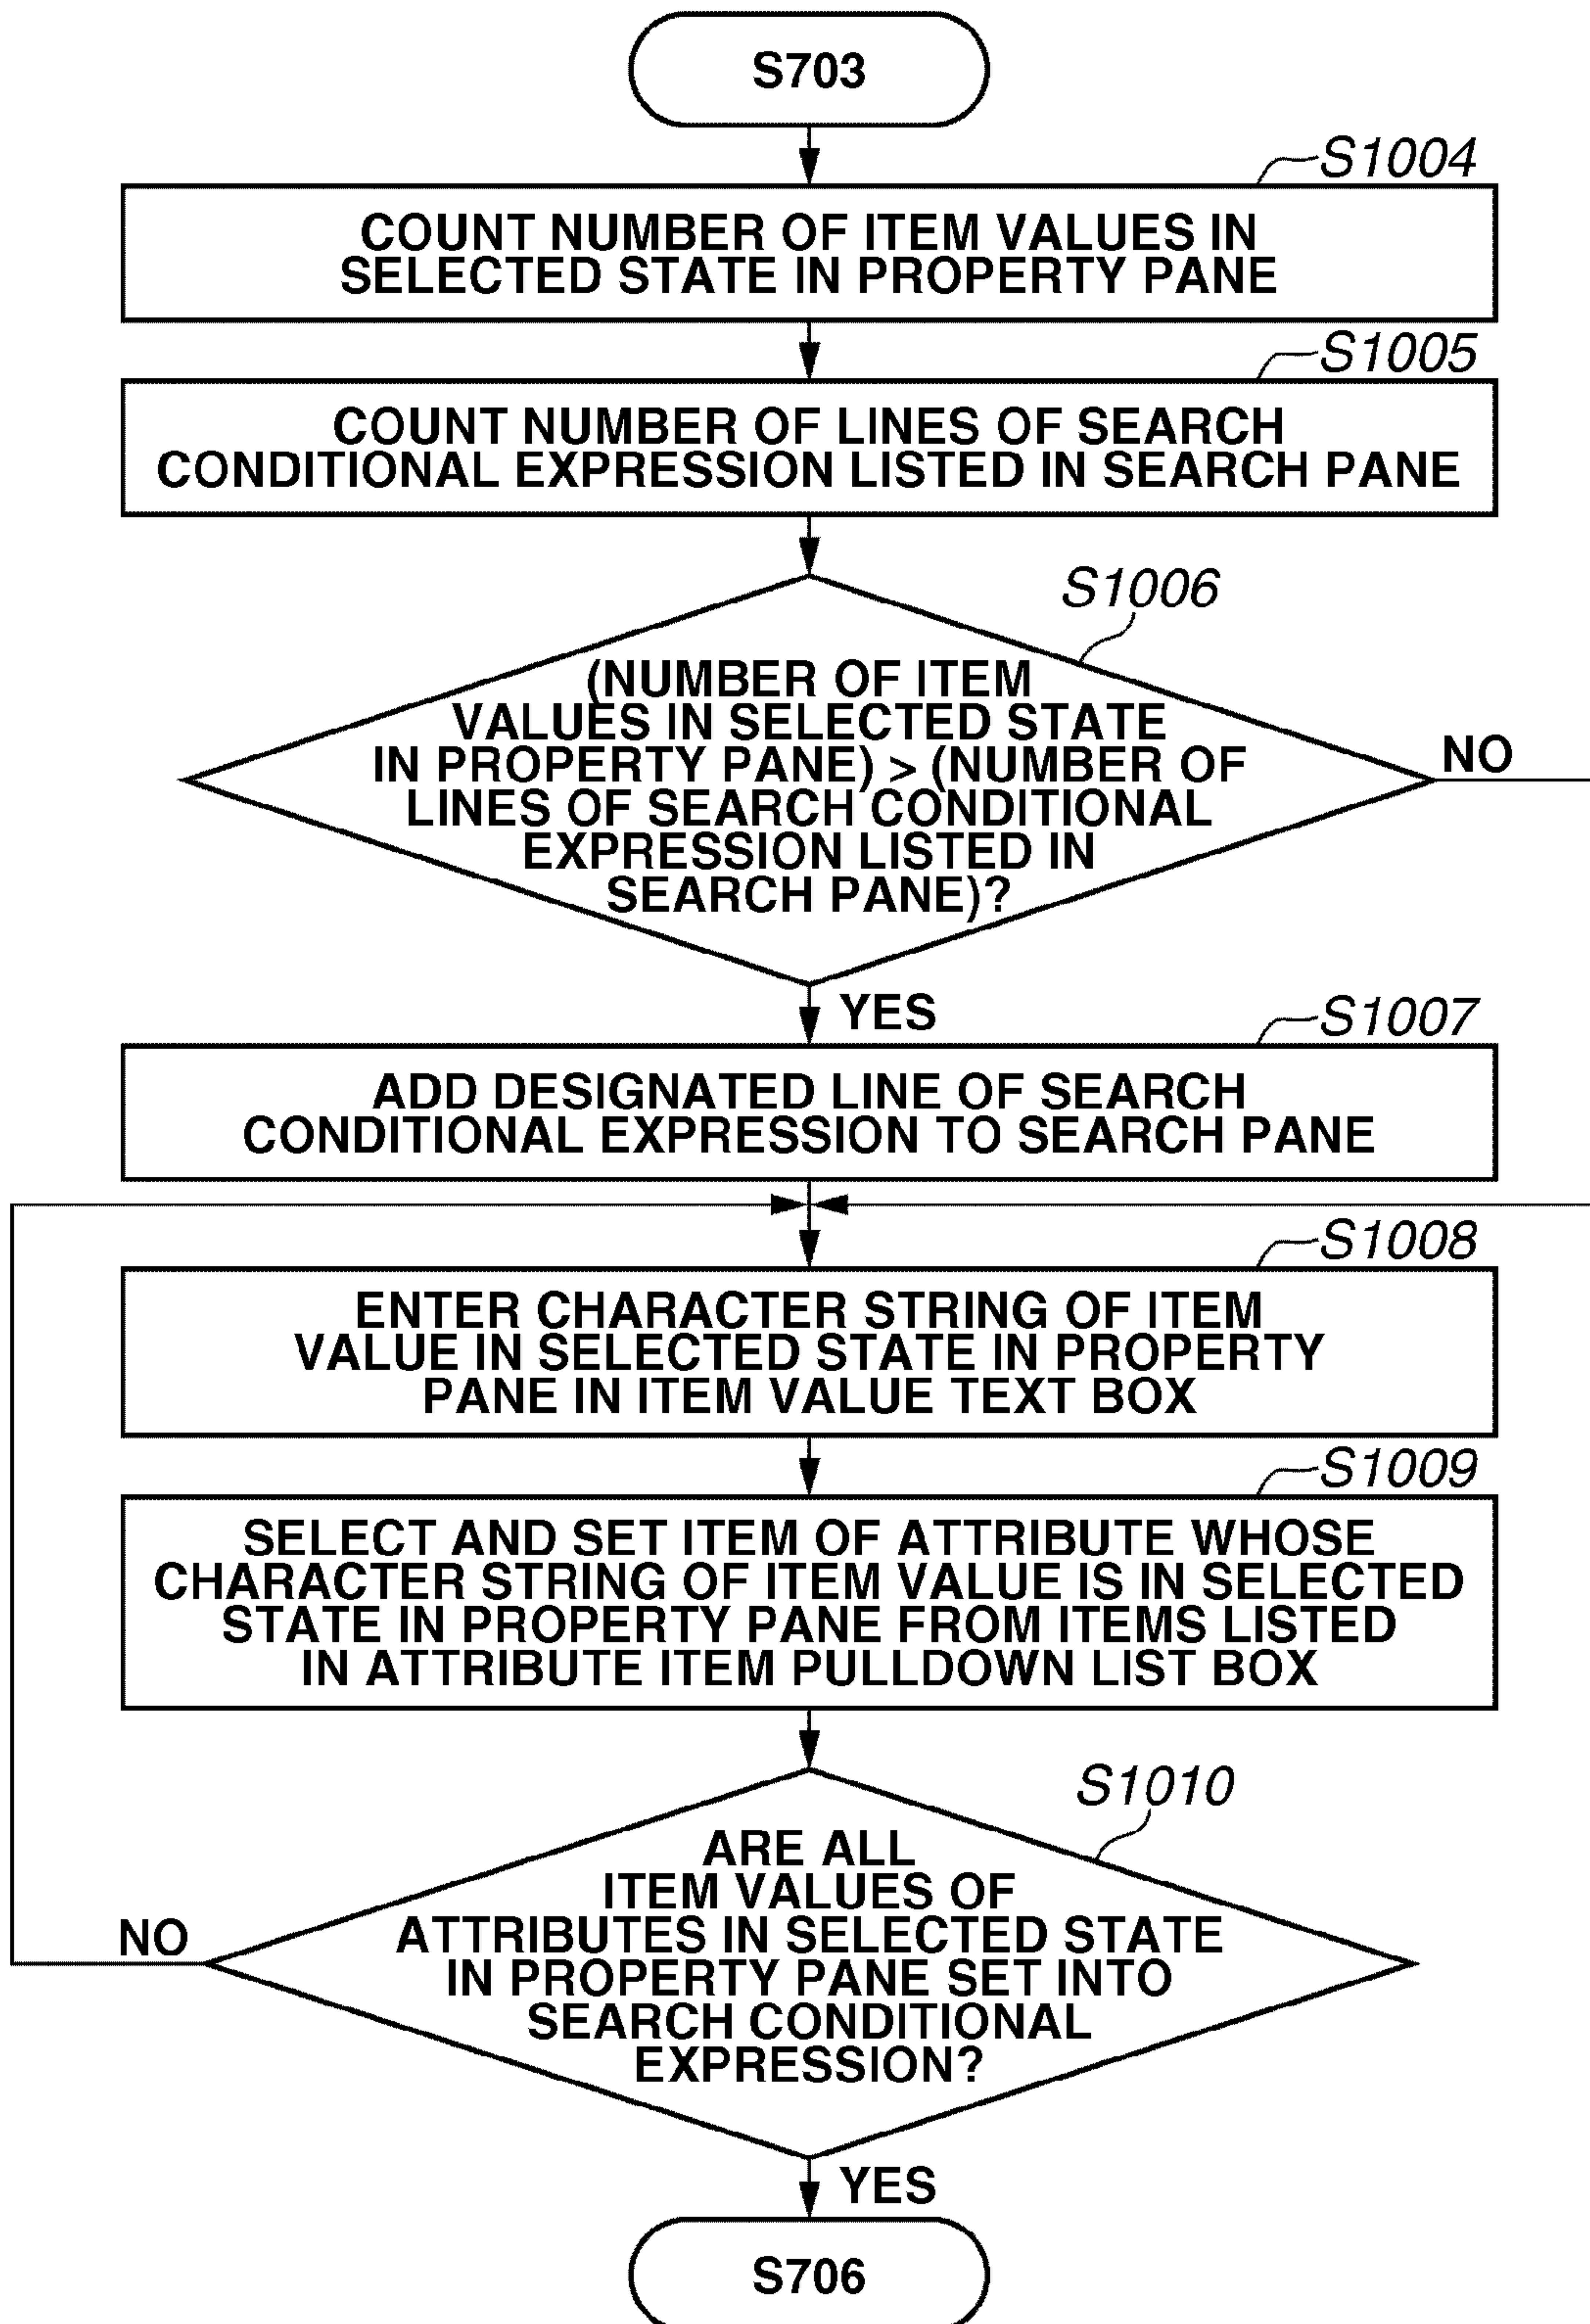 S703
S1004
COUNT NUMBER OF ITEM VALUES IN
SELECTED STATE IN PROPERTY PANE
S1005
COUNT NUMBER OF LINES OF SEARCH
CONDITIONAL EXPRESSION LISTED IN SEARCH PANE
S1006
(NUMBER OF ITEM
VALUES IN SELECTED STATE
IN PROPERTY PANE) > (NUMBER OF
LINES OF SEARCH CONDITIONAL
EXPRESSION LISTED IN
SEARCH PANE)?
NO
YES
S1007
ADD DESIGNATED LINE OF SEARCH
CONDITIONAL EXPRESSION TO SEARCH PANE
S1008
ENTER CHARACTER STRING OF ITEM
VALUE IN SELECTED STATE IN PROPERTY
PANE IN ITEM VALUE TEXT BOX
S1009
SELECT AND SET ITEM OF ATTRIBUTE WHOSE
CHARACTER STRING OF ITEM VALUE IS IN SELECTED
STATE IN PROPERTY PANE FROM ITEMS LISTED
IN ATTRIBUTE ITEM PULLDOWN LIST BOX
S1010
ARE ALL
ITEM VALUES OF
ATTRIBUTES IN SELECTED STATE
IN PROPERTY PANE SET INTO
SEARCH CONDITIONAL
EXPRESSION?
NO
YES
S706